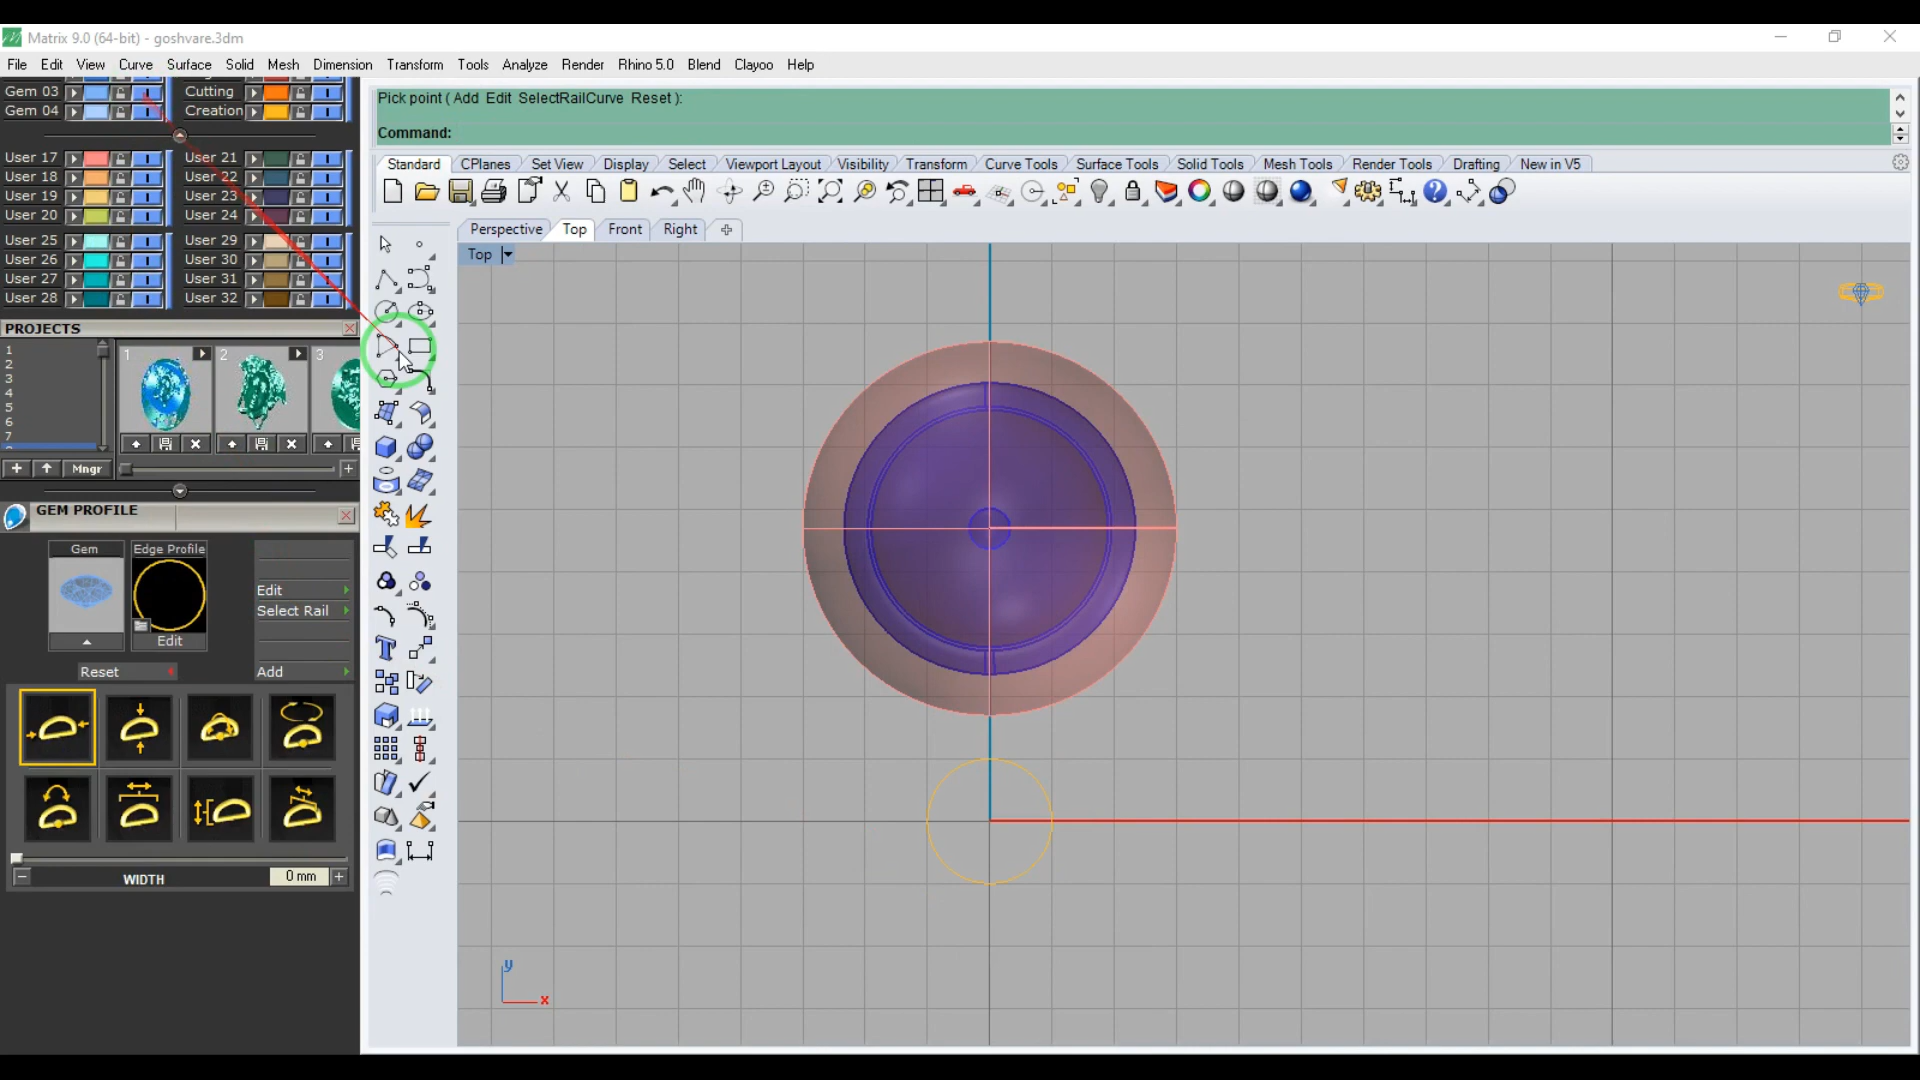 Matrix 9.0 (64-bit) - goshvare.3dm
File Edit View Curve Surface Solid Mesh Dimension Transform Tools Analyze Render Rhino 5.0 Blend Clayoo Help
Gem 03 Cutting
Gem 04 Creation
User 17 User 21
User 18 User 22
User 19 User 23
User 20 User 24
User 25 User 29
User 26 User 30
User 27 User 31
User 28 User 32
PROJECTS
1
2
3
4
5
6
7
1 2 3
Mngr
GEM PROFILE
Gem Edge Profile
Edit
Select Rail
Edit
Reset Add
WIDTH 0 mm
Pick point ( Add Edit SelectRailCurve Reset ):
Command:
Standard CPlanes Set View Display Select Viewport Layout Visibility Transform Curve Tools Surface Tools Solid Tools Mesh Tools Render Tools Drafting New in V5
Perspective Top Front Right
Top
y
x